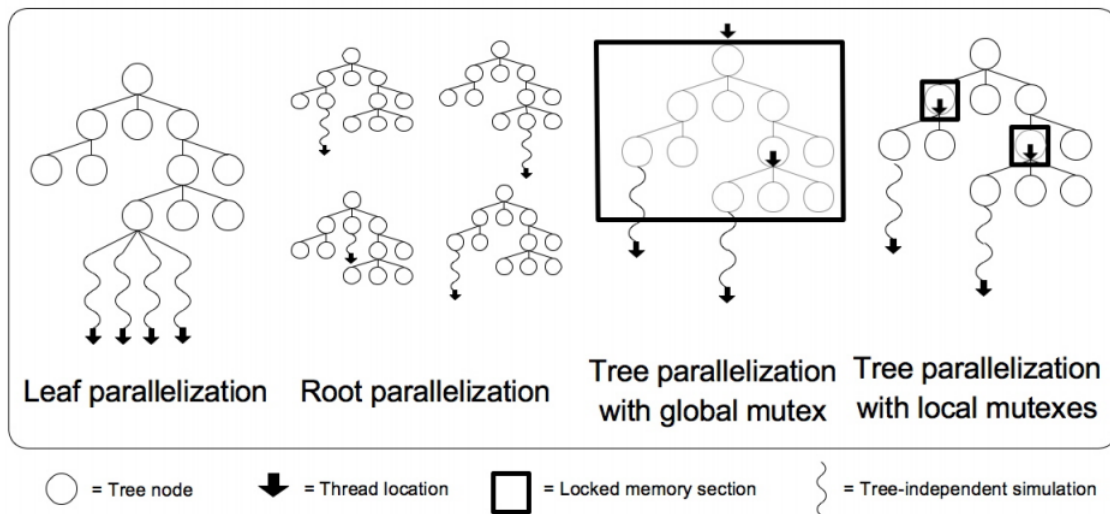 Leaf parallelization
Root parallelization
Tree parallelization
with global mutex
Tree parallelization
with local mutexes
= Tree node
= Thread location
= Locked memory section
= Tree-independent simulation